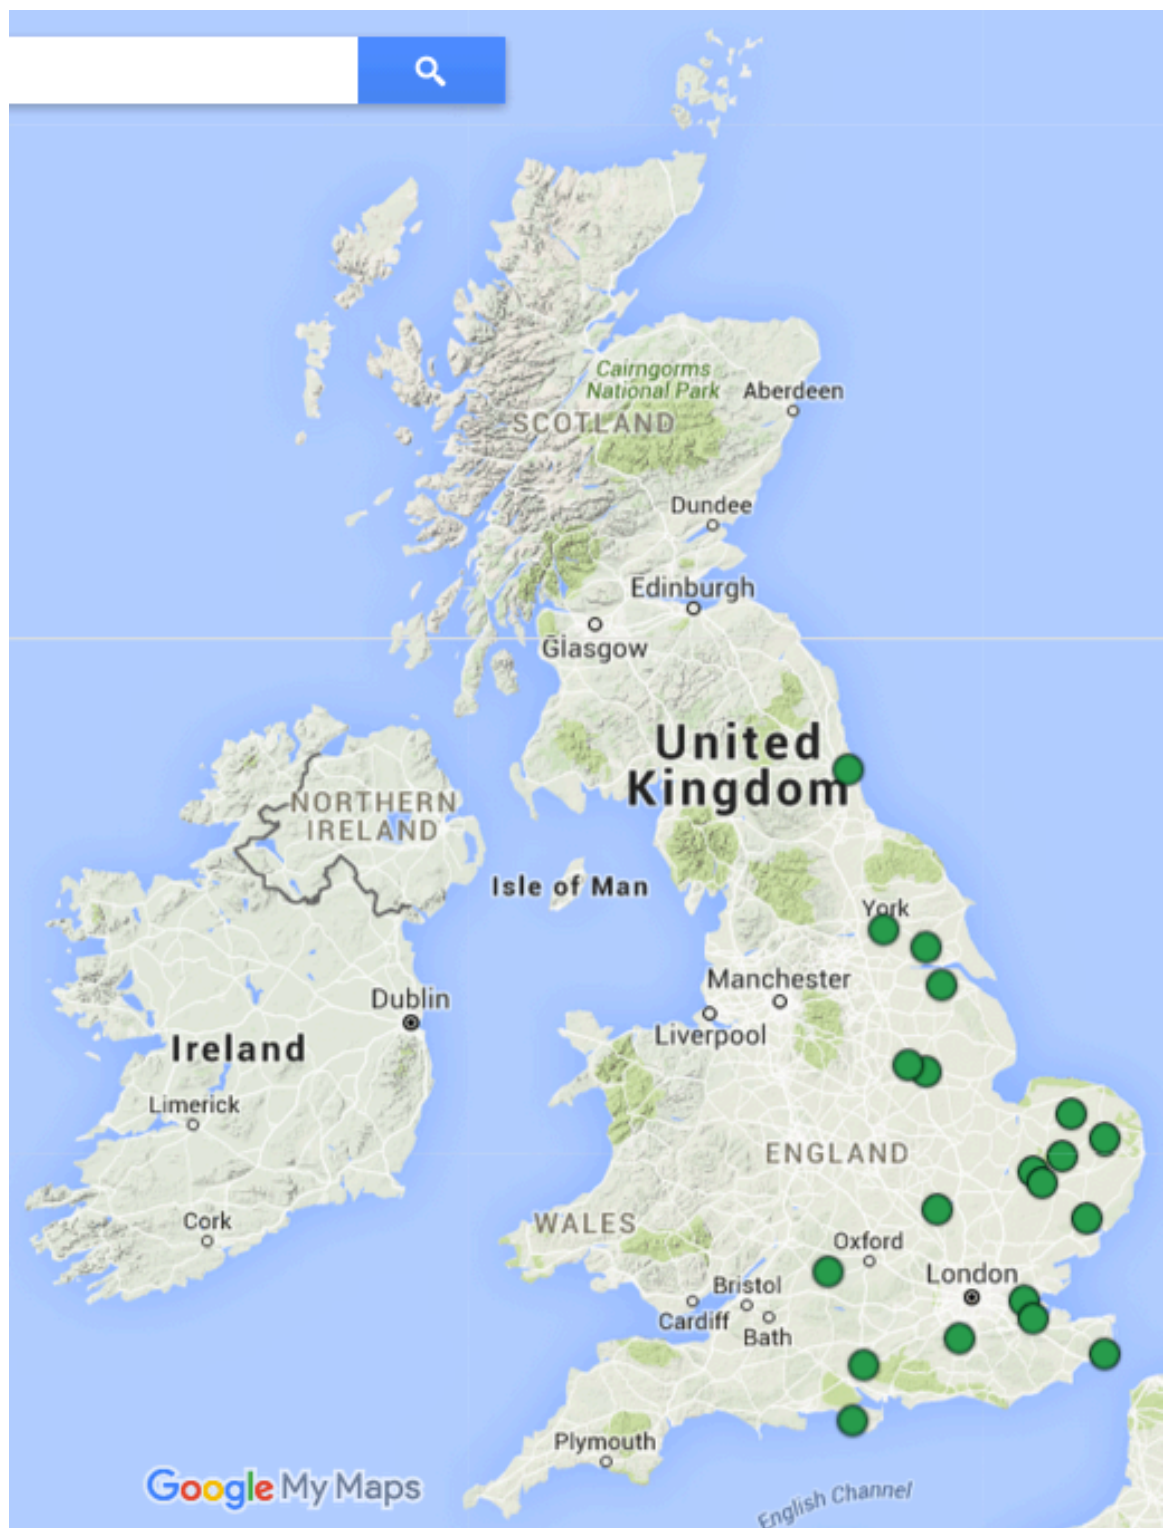 Cairngorms
National Park
Aberdeen
SCOTLAND
Dundee
Edinburgh
Glasgow
United
Kingdom
NORTHERN
IRELAND
Isle of Man
York
Manchester
Dublin
Liverpool
Ireland
Limerick
ENGLAND
Cork
WALES
Oxford
London
Bristol
Cardiff
Bath
Plymouth
Google My Maps
English Channel